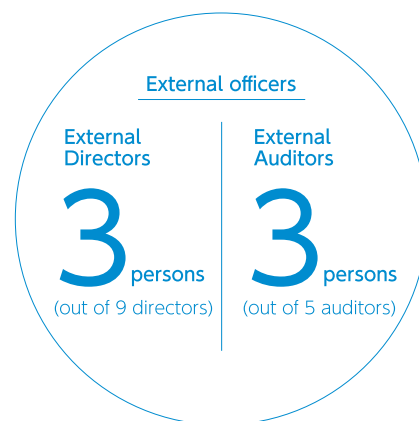 External officers
External
Directors
3 persons
(out of 9 directors)
External
Auditors
3 persons
(out of 5 auditors)